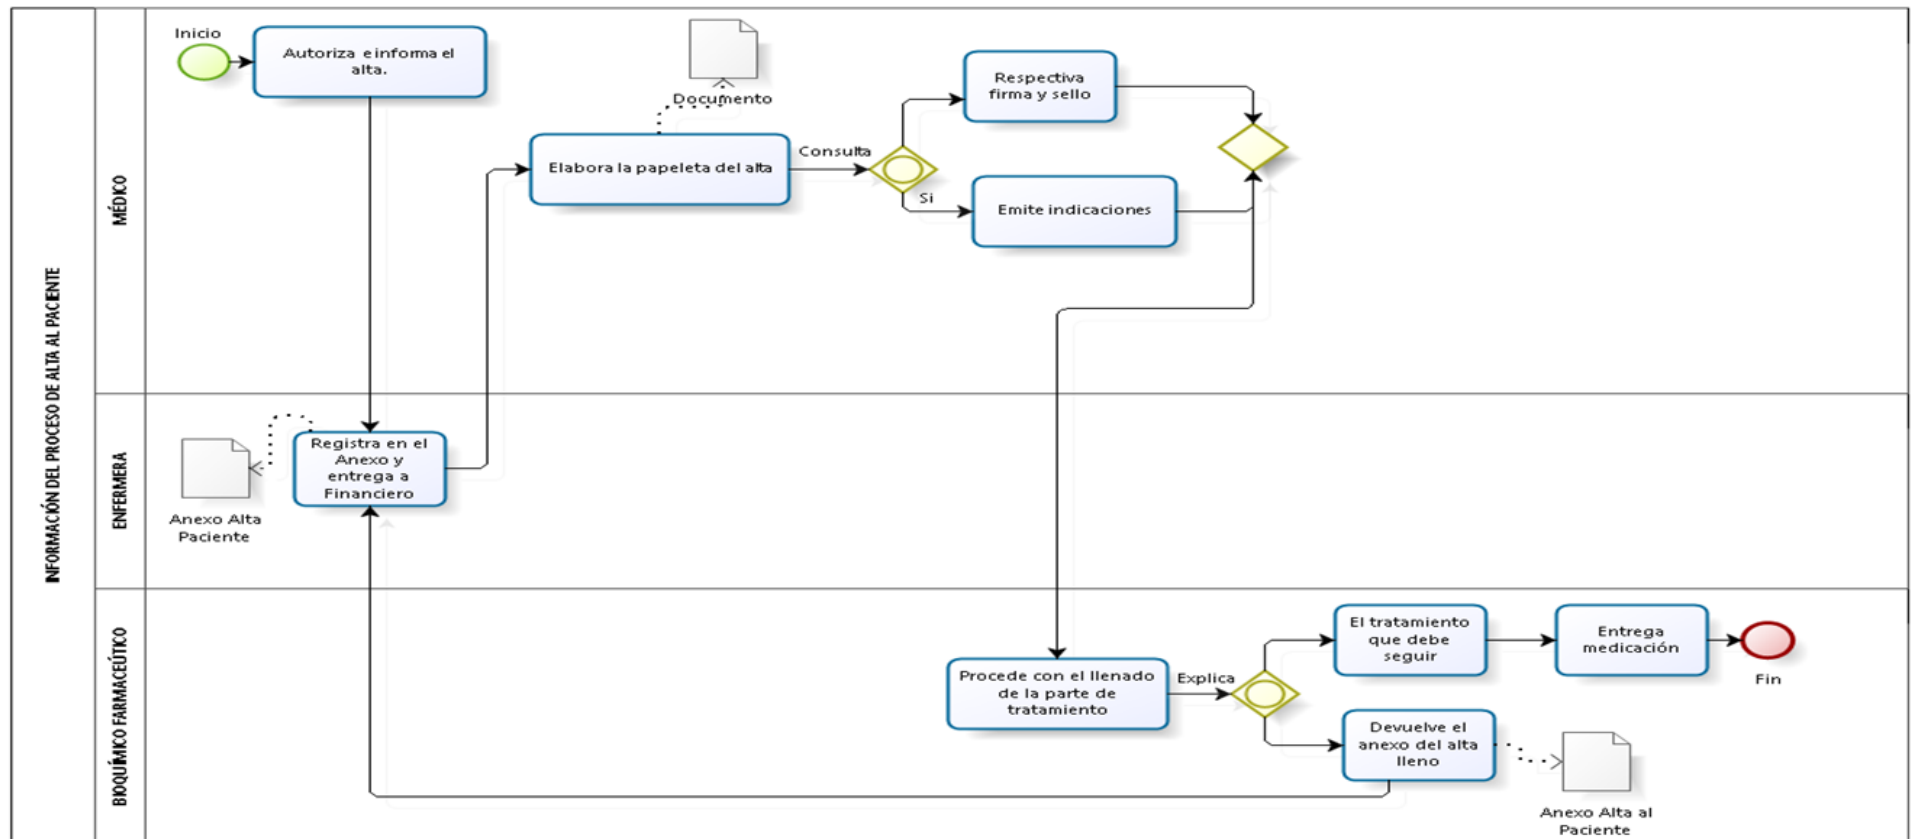 INFORMACIÓN DEL PROCESO DE ALTA AL PACIENTE
MÉDICO
Inicio
Autoriza e informa el
alta.
Documento
Elabora la papeleta del alta
Consulta
Si
Respectiva
firma y sello
Emite indicaciones
ENFERMERA
Anexo Alta
Paciente
Registra en el
Anexo y
entrega a
Financiero
BIOQUÍMICO FARMACEÚTICO
Procede con el llenado
de la parte de
tratamiento
Explica
El tratamiento
que debe
seguir
Entrega
medicación
Fin
Devuelve el
anexo del alta
lleno
Anexo Alta al
Paciente